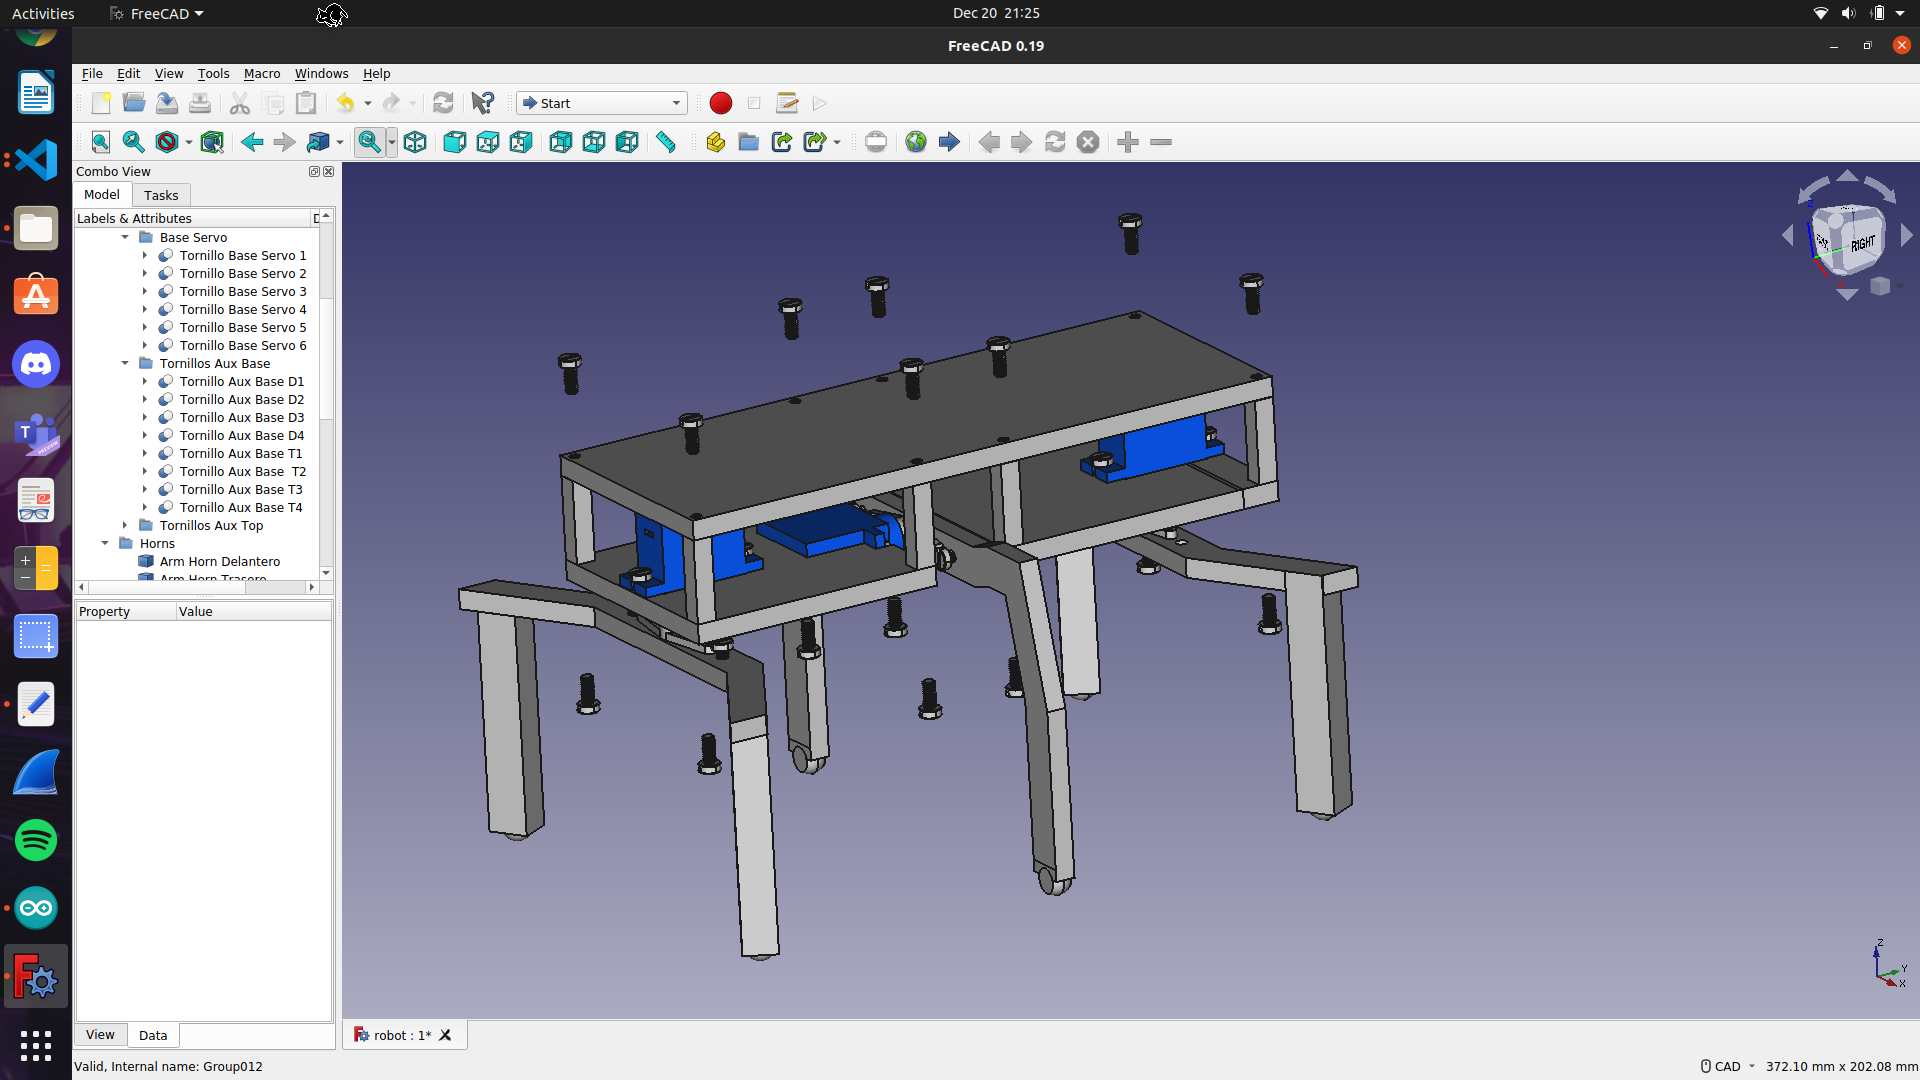 Activities FreeCAD Dec 20 21:25
FreeCAD 0.19
File Edit View Tools Macro Windows Help
Start
Combo View
Model Tasks
Labels & Attributes D
Base Servo
Tornillo Base Servo 1
Tornillo Base Servo 2
Tornillo Base Servo 3
Tornillo Base Servo 4
Tornillo Base Servo 5
Tornillo Base Servo 6
Tornillos Aux Base
Tornillo Aux Base D1
Tornillo Aux Base D2
Tornillo Aux Base D3
Tornillo Aux Base D4
Tornillo Aux Base T1
Tornillo Aux Base  T2
Tornillo Aux Base T3
Tornillo Aux Base T4
Tornillos Aux Top
Horns
Arm Horn Delantero
Arm Horn Trasero
Property Value
View Data
RIGHT
Z
Z
Y
X
robot : 1*
Valid, Internal name: Group012
CAD 372.10 mm x 202.08 mm